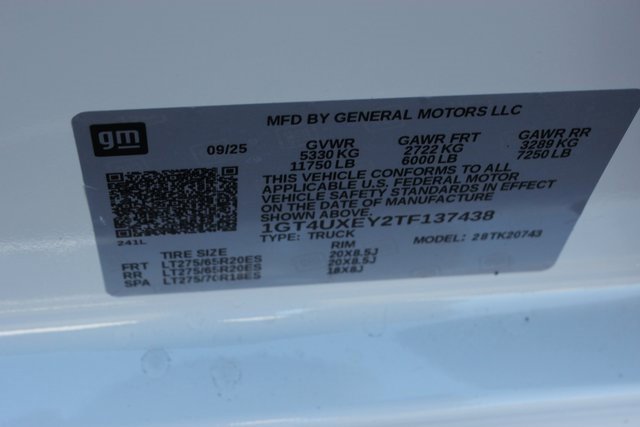 MFD BY GENERAL MOTORS LLC
gm
09/25 GVWR GAWR FRT GAWR RR
5330 KG 2722 KG 3289 KG
11750 LB 6000 LB 7250 LB
THIS VEHICLE CONFORMS TO ALL
APPLICABLE U.S. FEDERAL MOTOR
VEHICLE SAFETY STANDARDS IN EFFECT
ON THE DATE OF MANUFACTURE
SHOWN ABOVE.
1GT4UXEY2TF137438
TYPE: TRUCK MODEL: 28TK20743
241L
TIRE SIZE RIM
FRT LT275/65R20ES 20X8.5J
RR LT275/65R20ES 20X8.5J
SPA LT275/70R18ES 18X8J